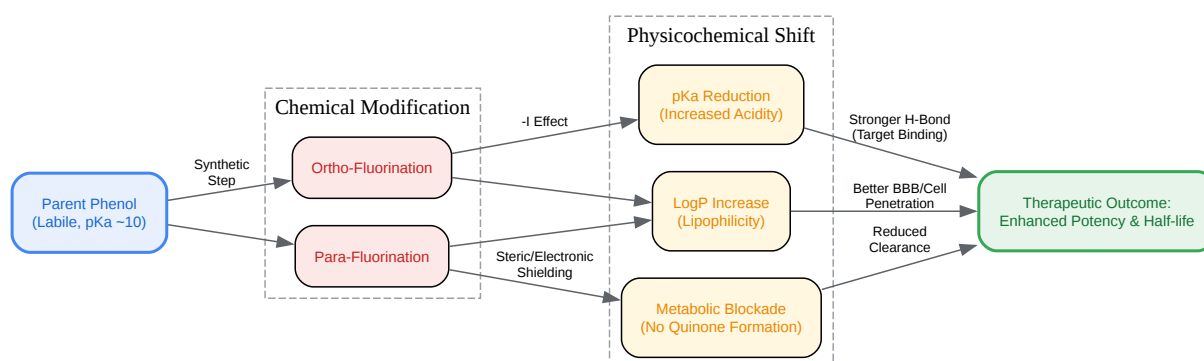 Physicochemical Shift
Chemical Modification
Synthetic
Step
Parent Phenol
(Labile, pKa ~10)
Ortho-Fluorination
Para-Fluorination
-I Effect
Steric/Electronic
Shielding
pKa Reduction
(Increased Acidity)
LogP Increase
(Lipophilicity)
Metabolic Blockade
(No Quinone Formation)
Stronger H-Bond
(Target Binding)
Better BBB/Cell
Penetration
Reduced
Clearance
Therapeutic Outcome:
Enhanced Potency & Half-life